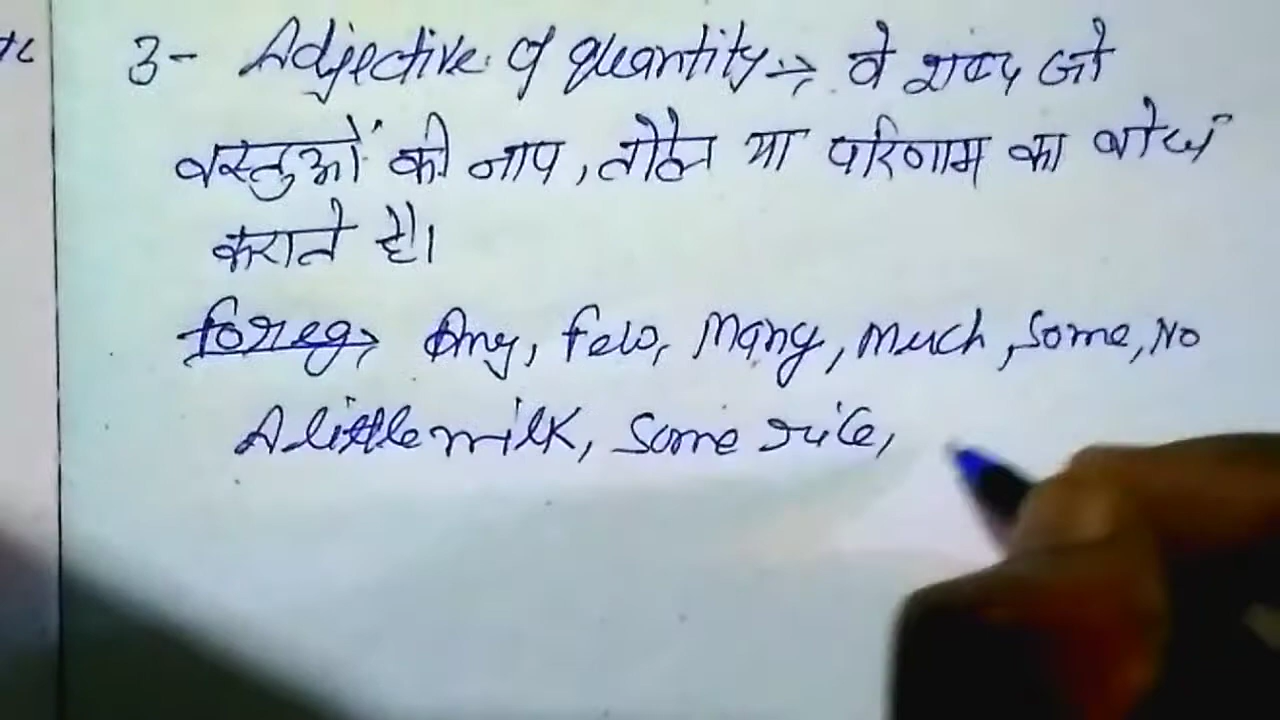 3- Adjective of quantity → वे शब्द जो
वस्तुओं की नाप, तौल या परिणाम का बोध
कराते है।
for eg → Any, Few, Many, Much, Some, No
A little milk, Some rice,